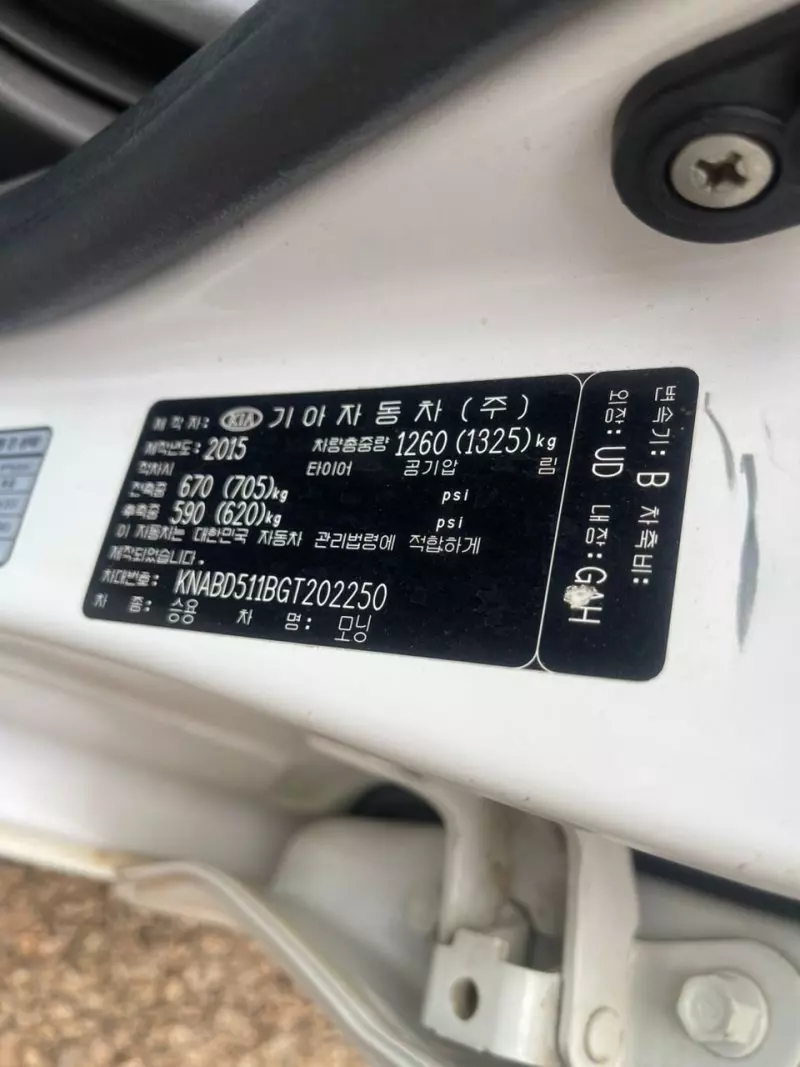 제작자: KIA 기아자동차(주)
제작년도: 2015 차량총중량 1260 (1325)kg
적차시 타이어 공기압 림
전축중 670 (705)kg psi
후축중 590 (620)kg psi
이 자동차는 대한민국 자동차 관리법령에 적합하게
제작되었습니다.
차대번호: KNABD511BGT202250
차 종: 승용 차 명: 모닝
변속기: B 차축비:
외장: UD 내장: GAH